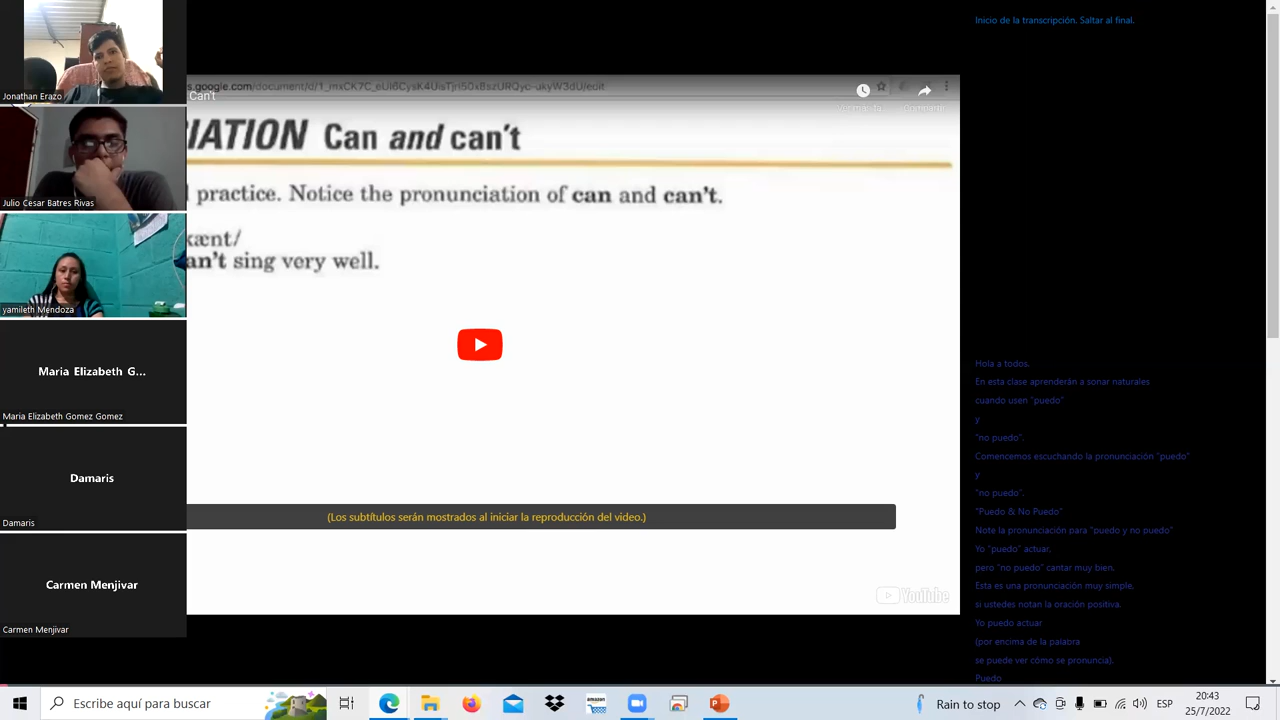 Jonathan Erazo
Julio César Batres Rivas
yamileth Mendoza
Maria Elizabeth G...
Maria Elizabeth Gomez Gomez
Damaris
Damaris
Carmen Menjivar
Carmen Menjivar
Can't
IATION Can and can't
practice. Notice the pronunciation of can and can't.
kænt/
an't sing very well.
(Los subtítulos serán mostrados al iniciar la reproducción del video.)
YouTube
Inicio de la transcripción. Saltar al final.
Hola a todos.
En esta clase aprenderán a sonar naturales
cuando usen "puedo"
y
"no puedo".
Comencemos escuchando la pronunciación "puedo"
y
"no puedo".
"Puedo & No Puedo"
Note la pronunciación para "puedo y no puedo"
Yo "puedo" actuar,
pero "no puedo" cantar muy bien.
Esta es una pronunciación muy simple,
si ustedes notan la oración positiva.
Yo puedo actuar
(por encima de la palabra
se puede ver cómo se pronuncia).
Puedo
Escribe aquí para buscar
Rain to stop
ESP
20:43
25/7/2022